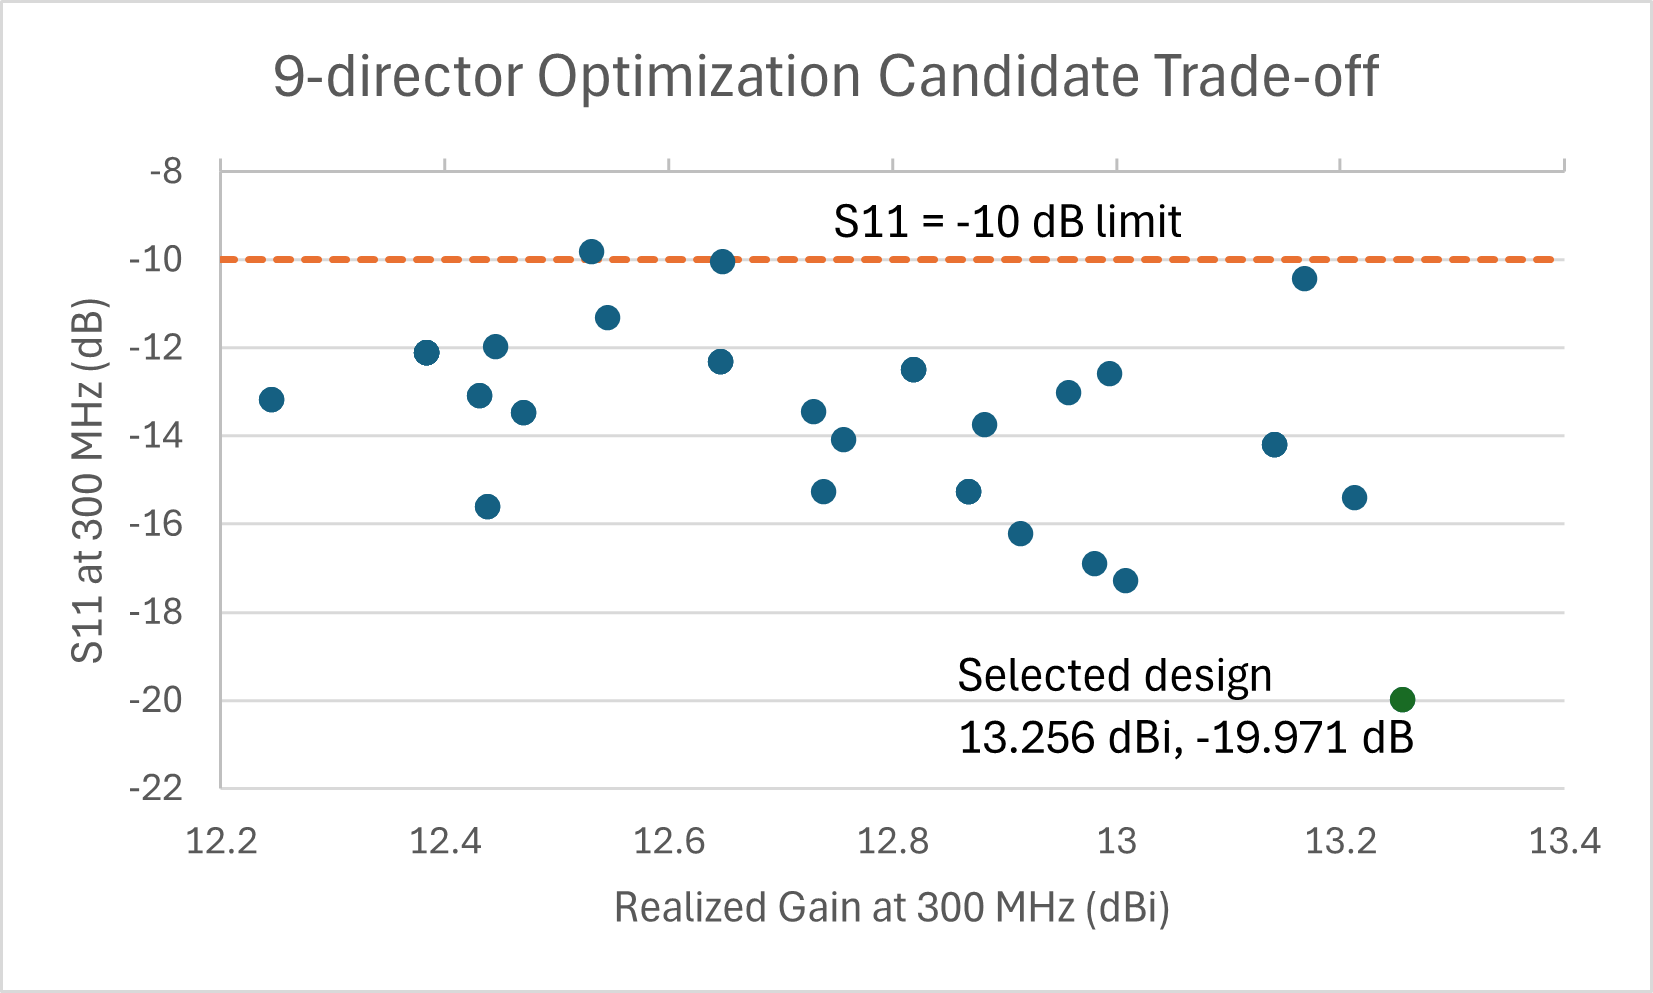 9-director Optimization Candidate Trade-off
-8
-10
-12
-14
-16
-18
-20
-22
S11 at 300 MHz (dB)
S11 = -10 dB limit
Selected design
13.256 dBi, -19.971 dB
12.2 12.4 12.6 12.8 13 13.2 13.4
Realized Gain at 300 MHz (dBi)